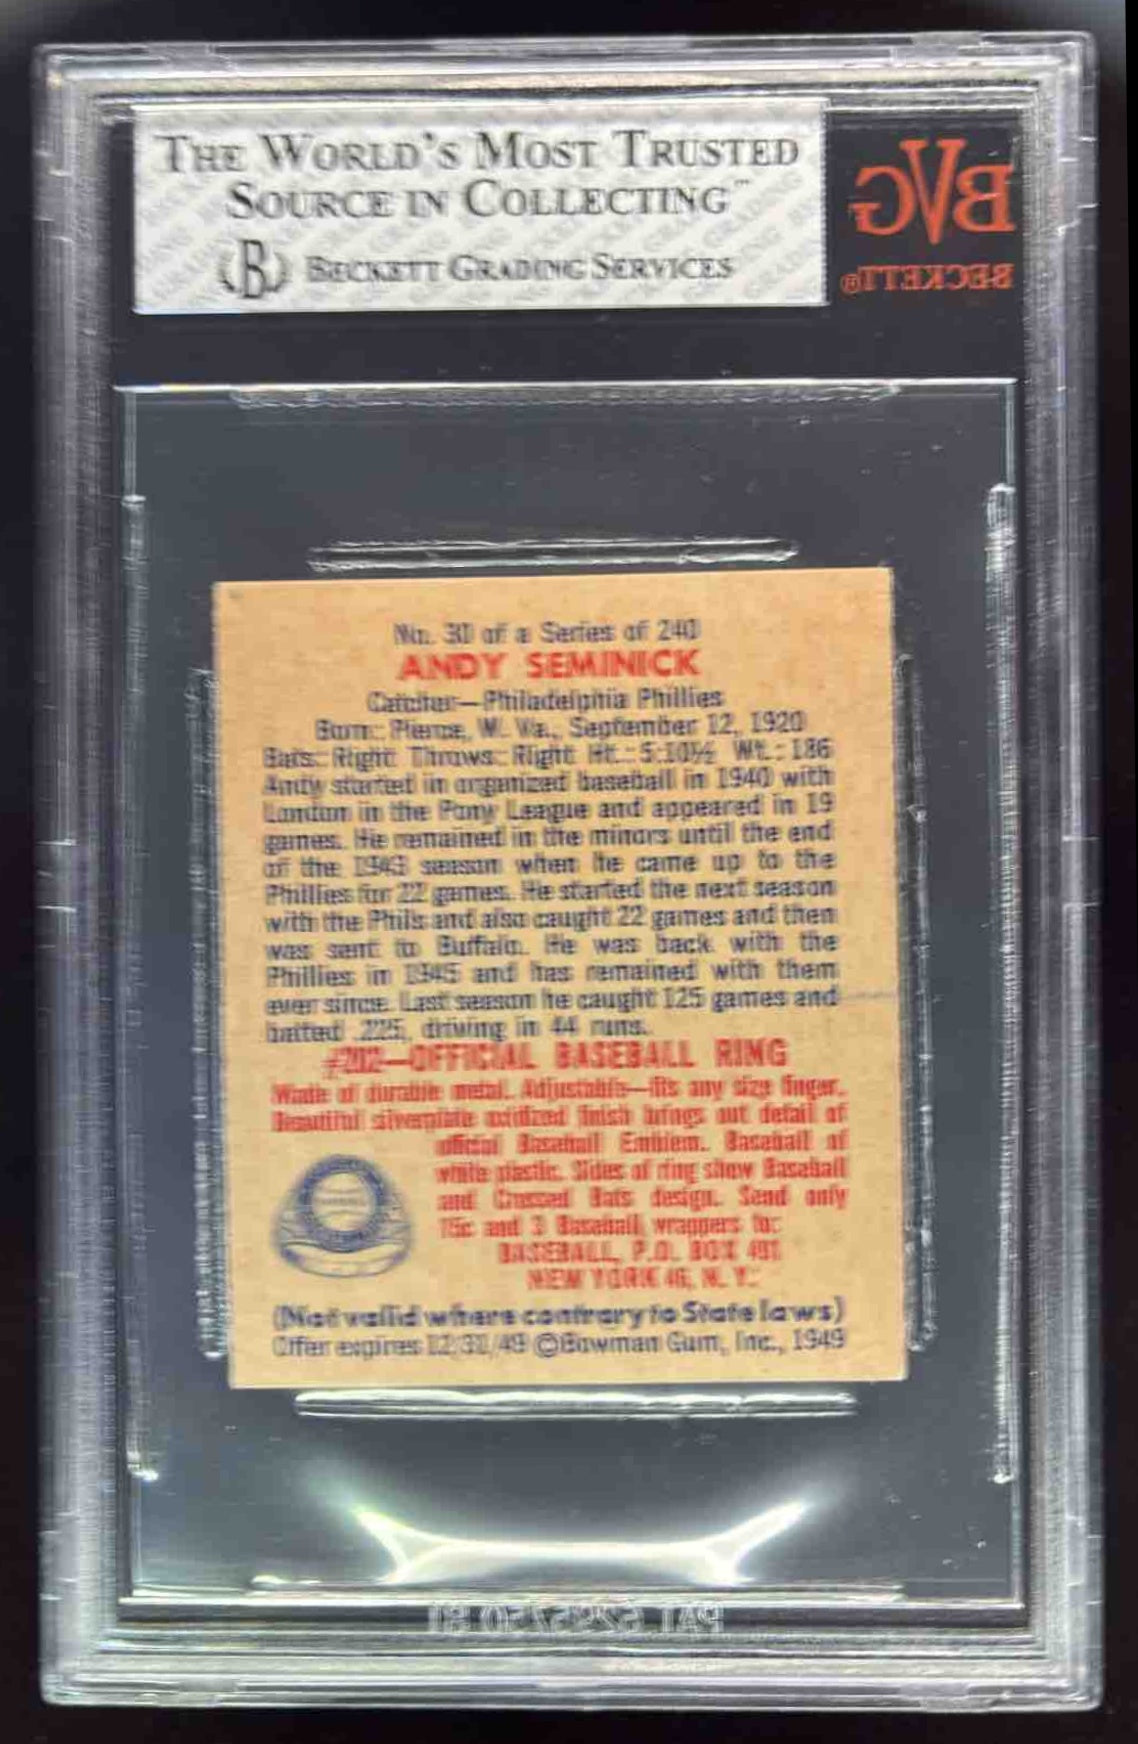 THE WORLD'S MOST TRUSTED
SOURCE IN COLLECTING™
B BECKETT GRADING SERVICES
BVG
BECKETT®
No. 30 of a Series of 240
ANDY SEMINICK
Catcher—Philadelphia Phillies
Born: Pierce, W. Va., September 12, 1920
Bats: Right Throws: Right Ht.: 5:10½ Wt.: 186
Andy started in organized baseball in 1940 with
London in the Pony League and appeared in 19
games. He remained in the minors until the end
of the 1943 season when he came up to the
Phillies for 22 games. He started the next season
with the Phils and also caught 22 games and then
was sent to Buffalo. He was back with the
Phillies in 1945 and has remained with them
ever since. Last season he caught 125 games and
batted .225, driving in 44 runs.
#202—OFFICIAL BASEBALL RING
Made of durable metal. Adjustable—fits any size finger.
Beautiful silverplate oxidized finish brings out detail of
official Baseball Emblem. Baseball of
white plastic. Sides of ring show Baseball
and Crossed Bats design. Send only
15c and 3 Baseball wrappers to:
BASEBALL, P.O. BOX 491
NEW YORK 46, N. Y.
(Not valid where contrary to State laws)
Offer expires 12/31/49 ©Bowman Gum, Inc., 1949
PAT.